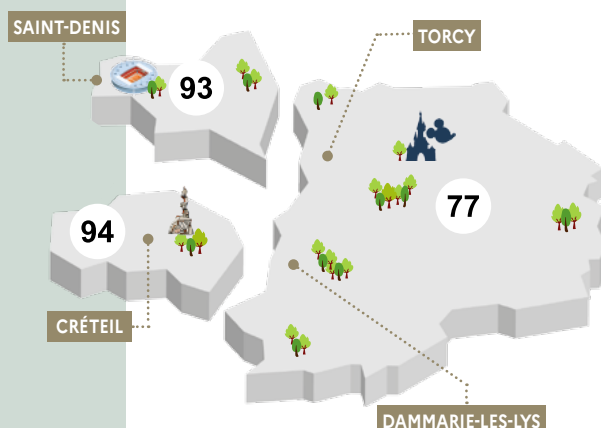 SAINT-DENIS
TORCY
93
77
94
CRÉTEIL
DAMMARIE-LES-LYS